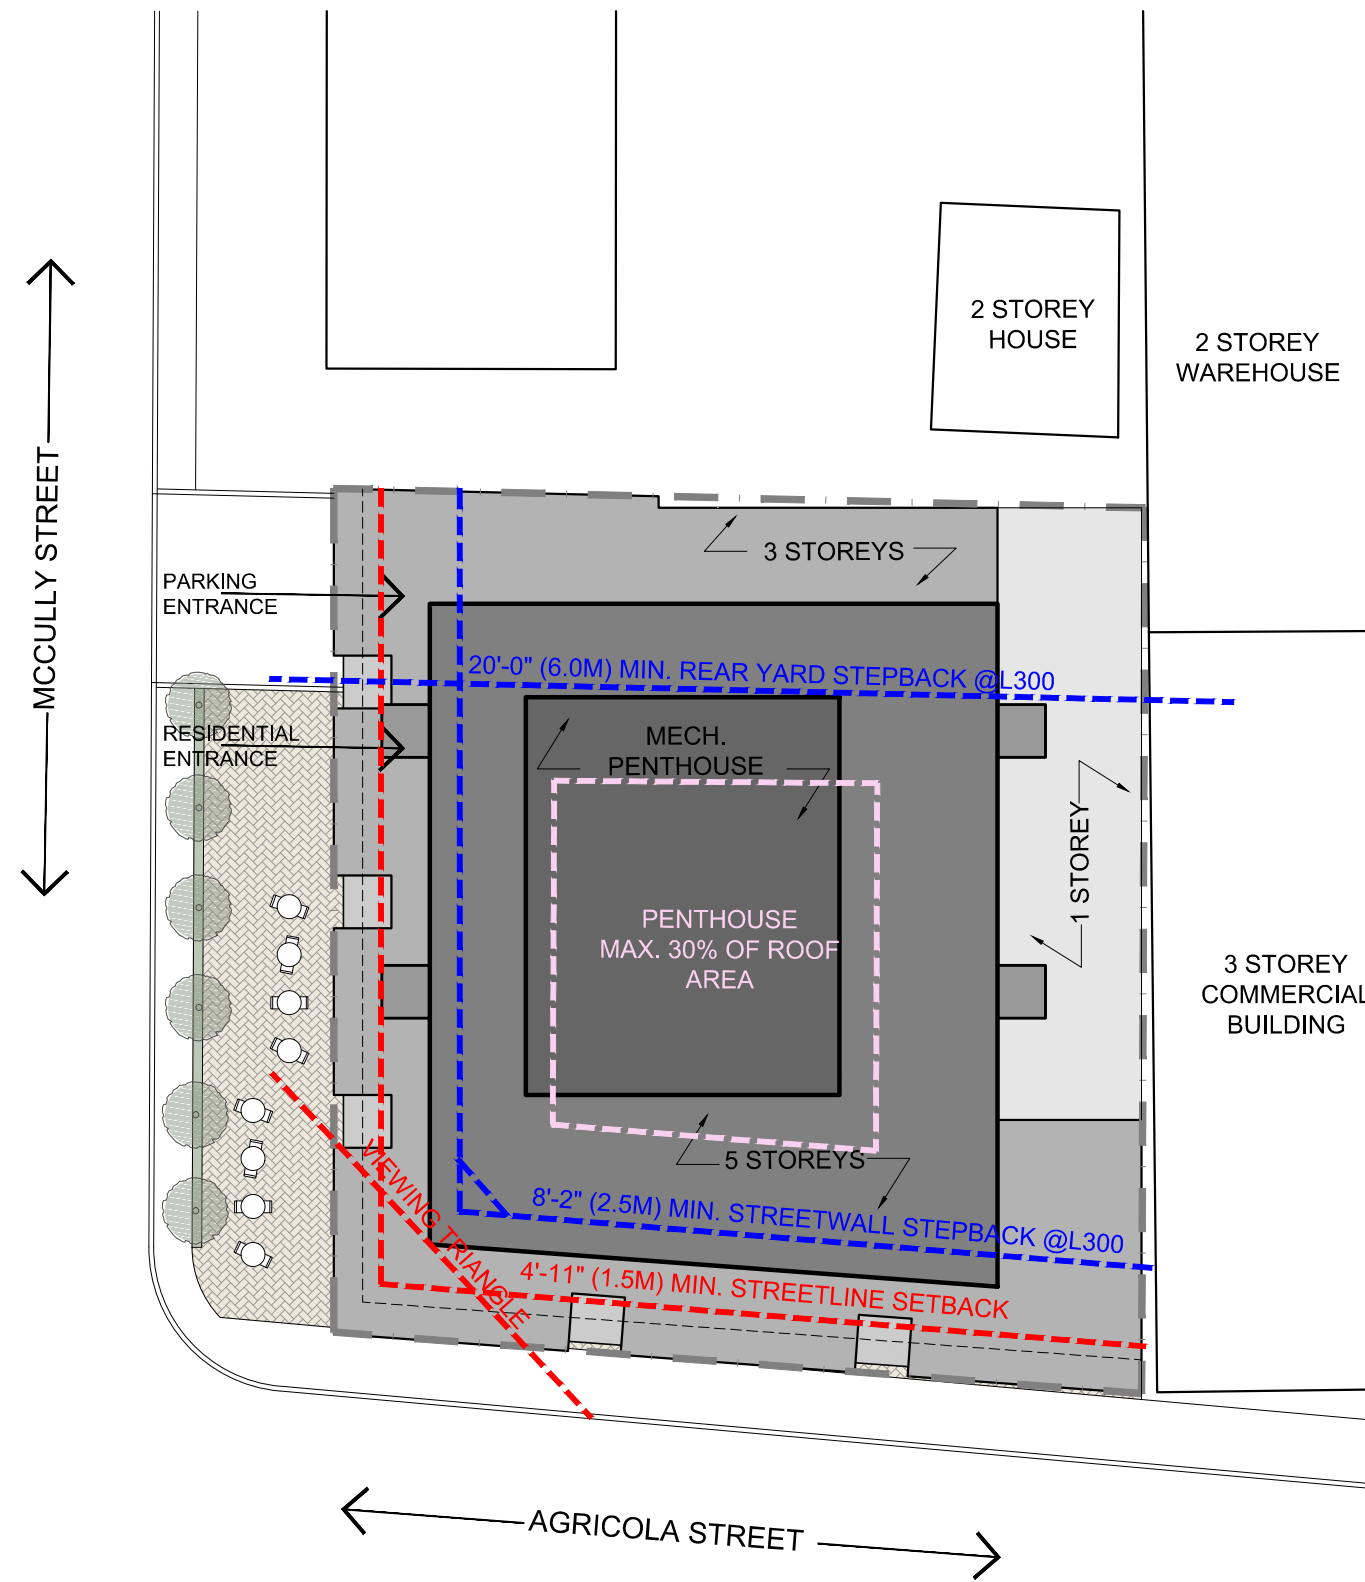 2 STOREY
HOUSE
2 STOREY
WAREHOUSE
MCCULLY STREET
3 STOREYS
PARKING
ENTRANCE
20'-0" (6.0M) MIN. REAR YARD STEPBACK @L300
RESIDENTIAL
ENTRANCE
MECH.
PENTHOUSE
1 STOREY
PENTHOUSE
MAX. 30% OF ROOF
AREA
3 STOREY
COMMERCIAL
BUILDING
5 STOREYS
VIEWING TRIANGLE
8'-2" (2.5M) MIN. STREETWALL STEPBACK @L300
4'-11" (1.5M) MIN. STREETLINE SETBACK
AGRICOLA STREET